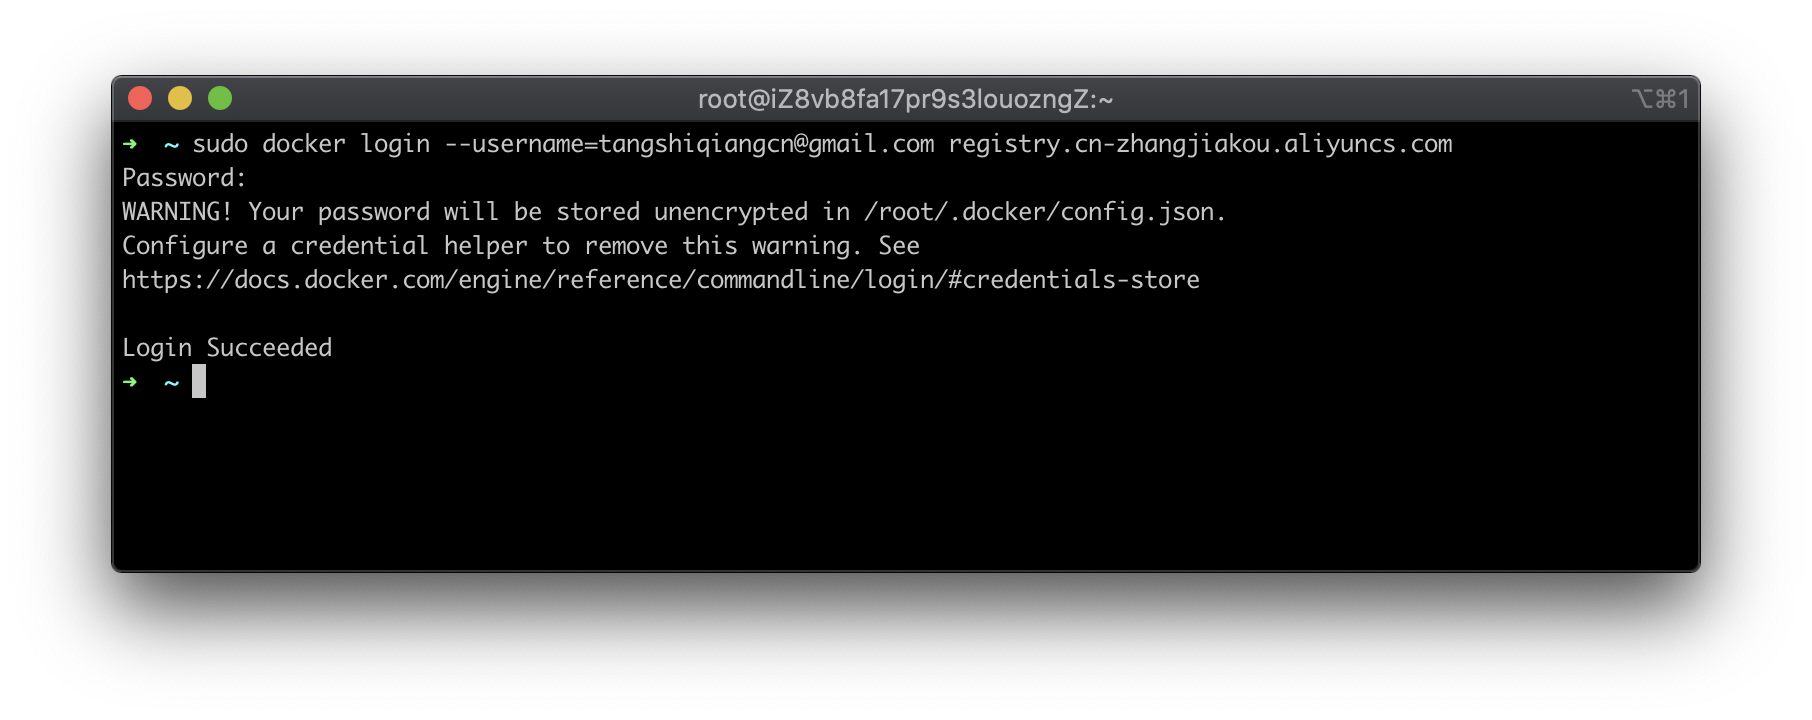 root@iZ8vb8fa17pr9s3louozngZ:~
⌥⌘1
➜ ~ sudo docker login --username=tangshiqiangcn@gmail.com registry.cn-zhangjiakou.aliyuncs.com
Password:
WARNING! Your password will be stored unencrypted in /root/.docker/config.json.
Configure a credential helper to remove this warning. See
https://docs.docker.com/engine/reference/commandline/login/#credentials-store
Login Succeeded
➜ ~